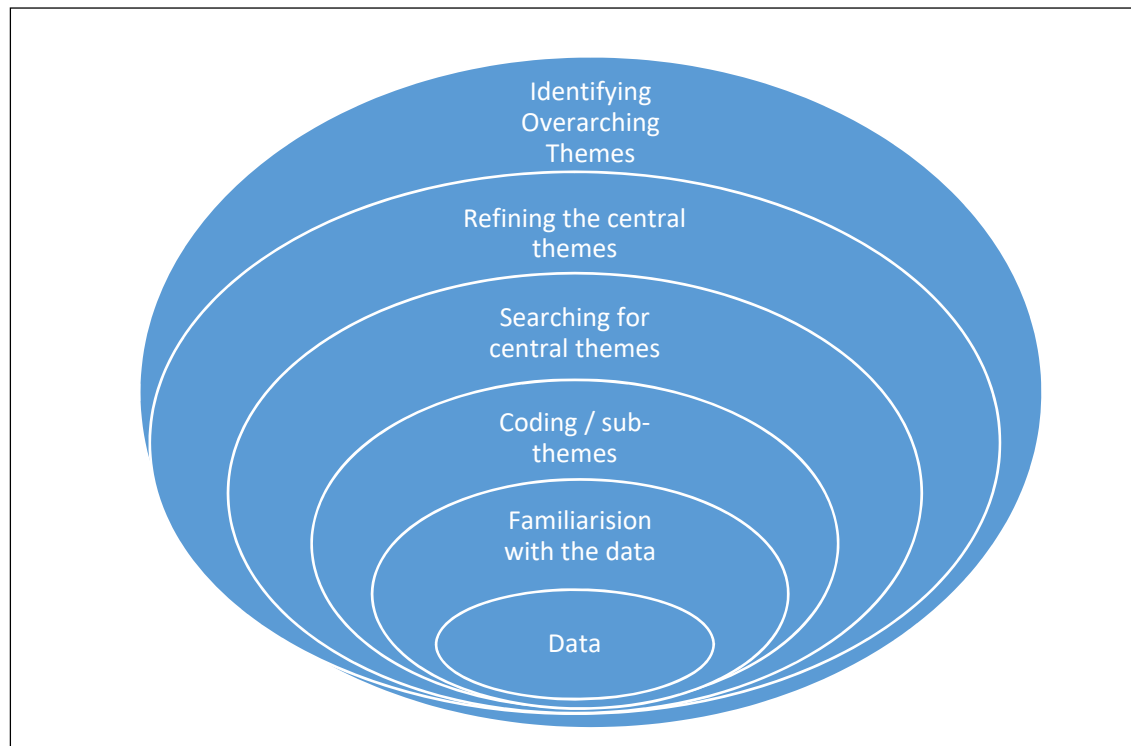 Identifying
Overarching
Themes
Refining the central
themes
Searching for
central themes
Coding / sub-
themes
Familiarision
with the data
Data